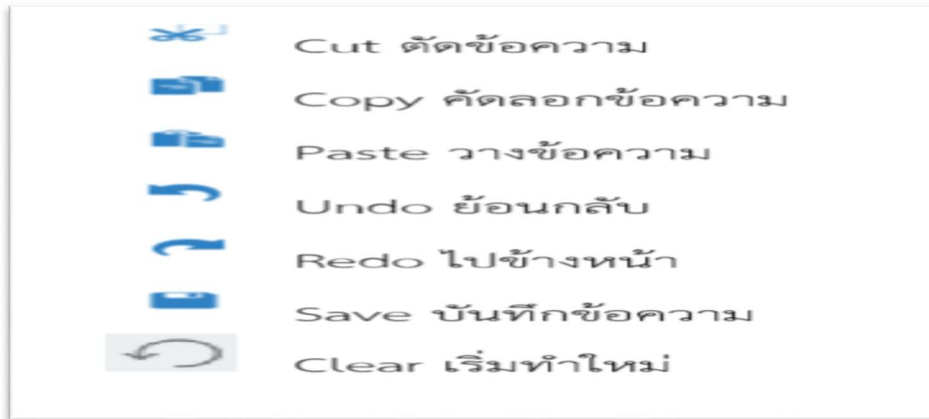 Cut ตัดข้อความ
Copy คัดลอกข้อความ
Paste วางข้อความ
Undo ย้อนกลับ
Redo ไปข้างหน้า
Save บันทึกข้อความ
Clear เริ่มทำใหม่